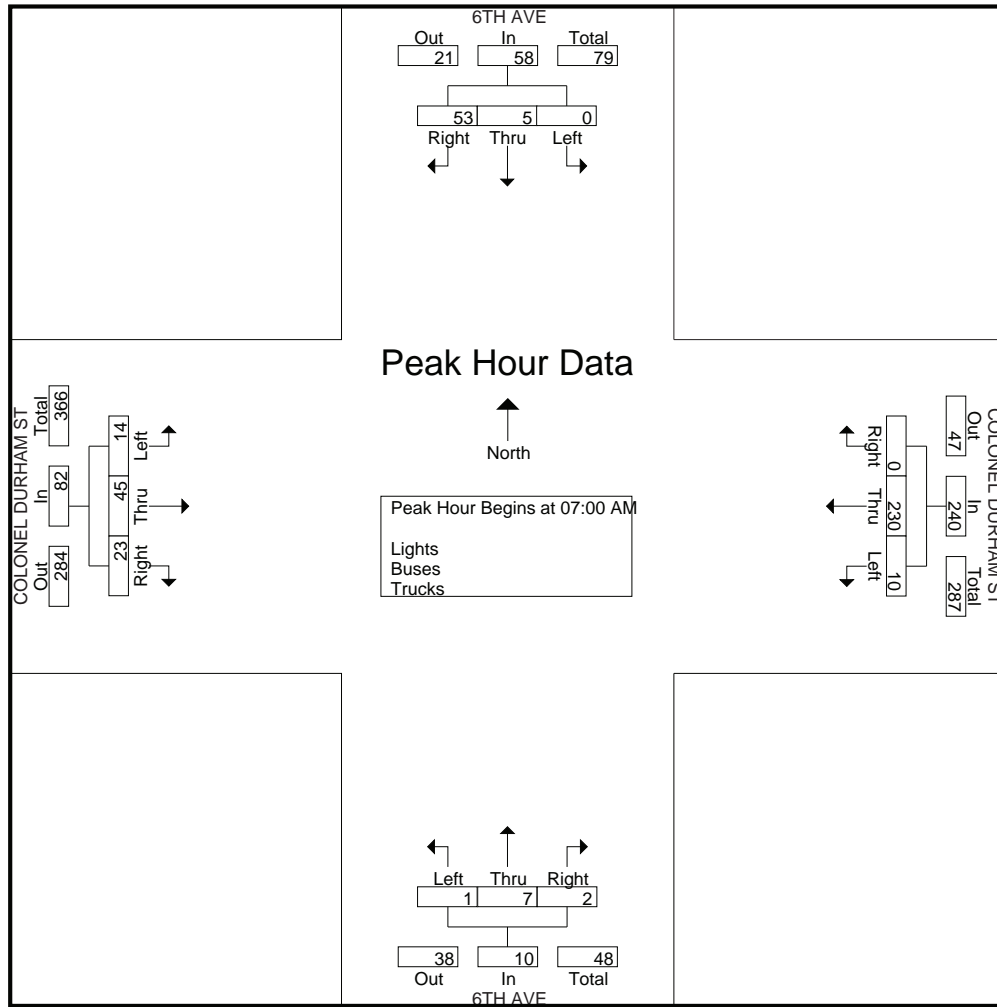 6TH AVE
Out In Total
21 58 79
53 5 0
Right Thru Left
Peak Hour Data
North
Peak Hour Begins at 07:00 AM
Lights
Buses
Trucks
COLONEL DURHAM ST
Out In Total
284 82 366
14 45 23
Left Thru Right
COLONEL DURHAM ST
Out In Total
47 240 287
0 230 10
Right Thru Left
Left Thru Right
1 7 2
38 10 48
Out In Total
6TH AVE